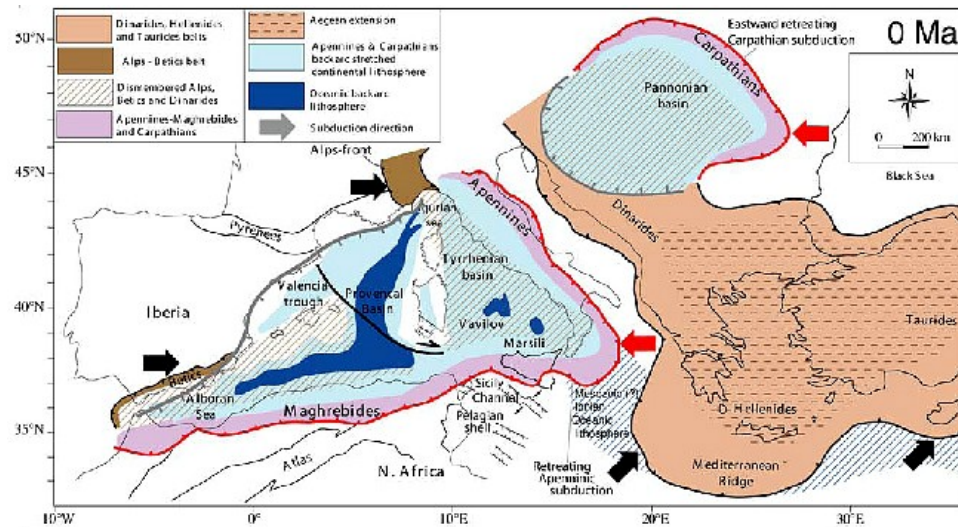 Dinarides, Hellenides
and Taurides belts
Alps - Betics belt
Dismembered Alps,
Betics and Dinarides
Apennines-Maghrebides
and Carpathians
Aegean extension
Apennines & Carpathians
backarc stretched
continental lithosphere
Oceanic backarc
lithosphere
Subduction direction
Eastward retreating
Carpathian subduction
0 Ma
N
0 200 km
50°N
45°N
40°N
35°N
Carpathians
Pannonian
basin
Black Sea
Alps-front
Apennines
Dinarides
Pyrenees
Ligurian
sea
Tyrrhenian
basin
Valencia
trough
Provencal
Basin
Iberia
Vavilov
Marsili
Taurides
Betics
Alboran
Sea
Maghrebides
Sicily
Channel
Pelagian
shelf
Mesozoic (?)
Ionian
Oceanic
lithosphere
D. Hellenides
Atlas
N. Africa
Retreating
Apenninic
subduction
Mediterranean
Ridge
10°W
0°
10°E
20°E
30°E